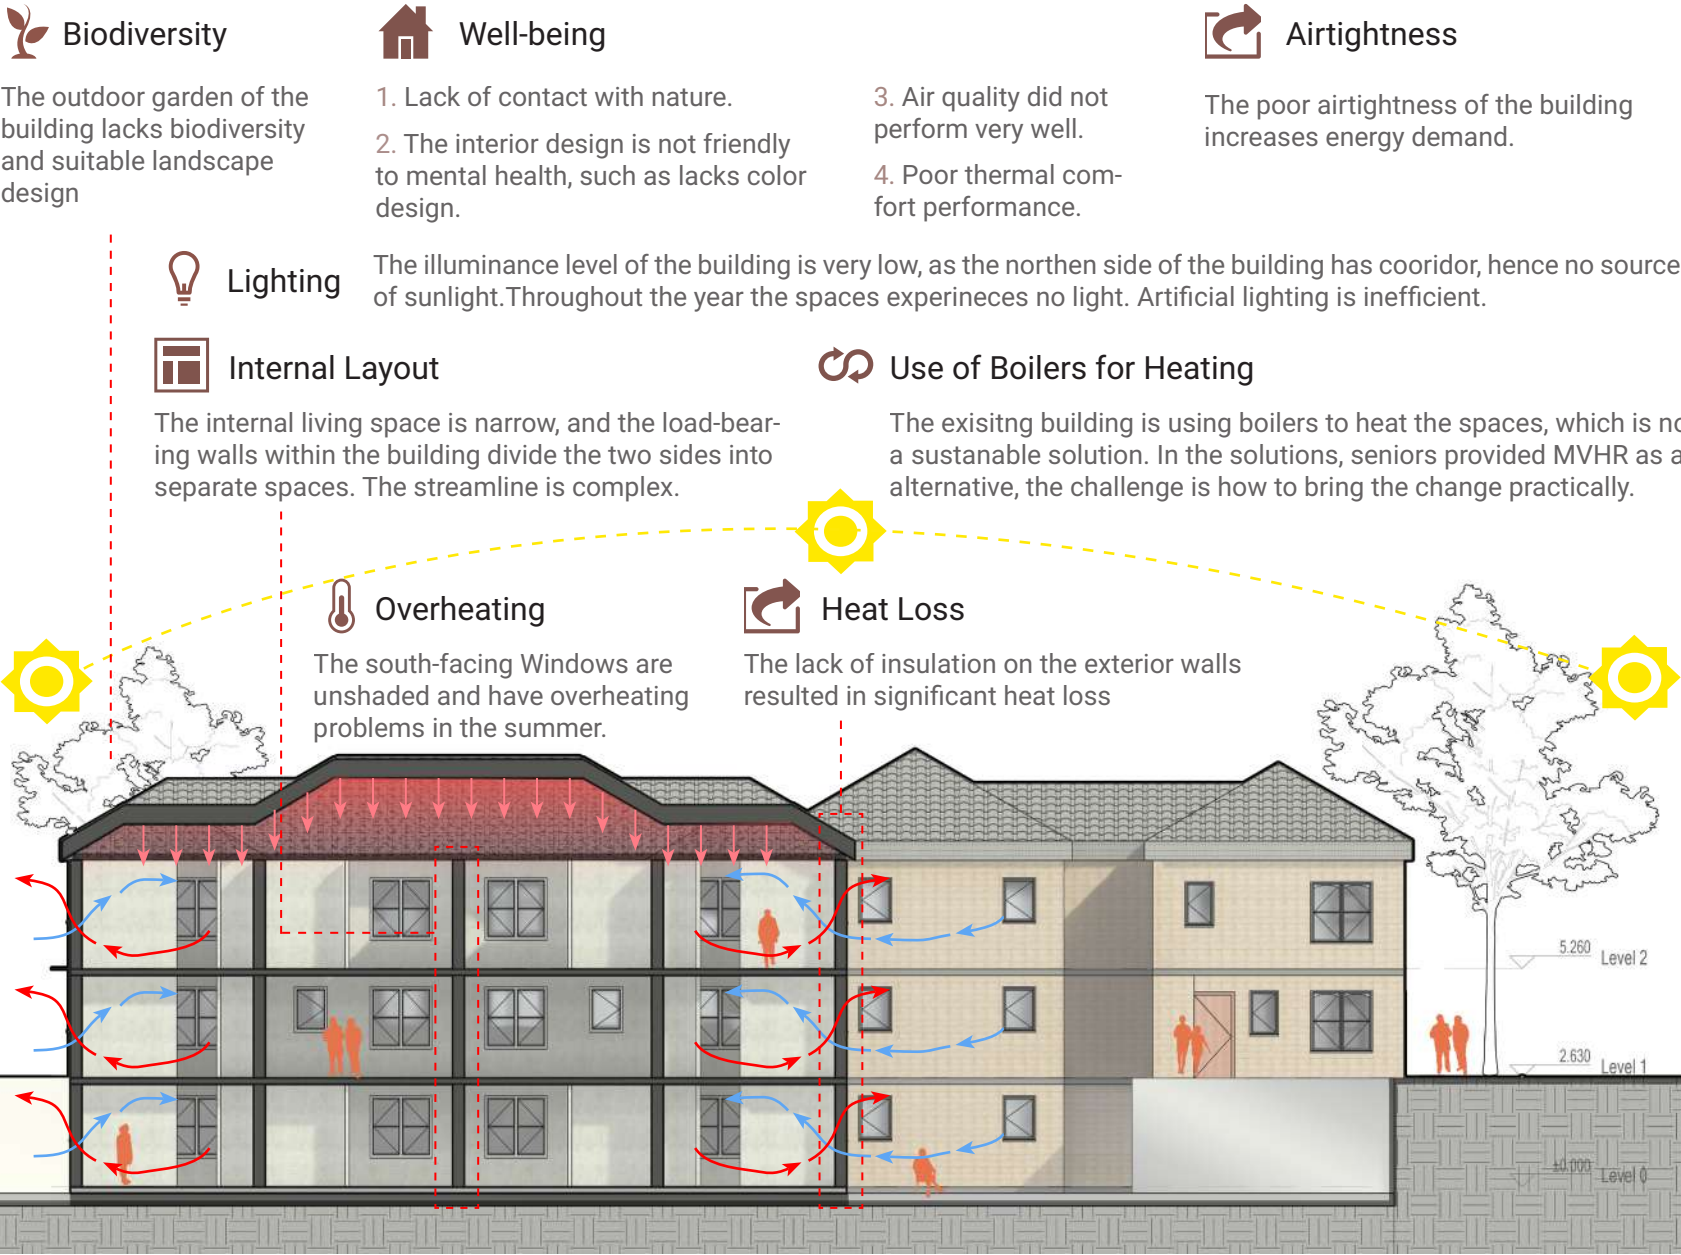 Biodiversity
The outdoor garden of the
building lacks biodiversity
and suitable landscape
design
Well-being
1. Lack of contact with nature.
2. The interior design is not friendly
to mental health, such as lacks color
design.
3. Air quality did not
perform very well.
4. Poor thermal com-
fort performance.
Airtightness
The poor airtightness of the building
increases energy demand.
Lighting
The illuminance level of the building is very low, as the northen side of the building has cooridor, hence no source
of sunlight.Throughout the year the spaces experineces no light. Artificial lighting is inefficient.
Internal Layout
The internal living space is narrow, and the load-bear-
ing walls within the building divide the two sides into
separate spaces. The streamline is complex.
Use of Boilers for Heating
The exisitng building is using boilers to heat the spaces, which is no
a sustanable solution. In the solutions, seniors provided MVHR as a
alternative, the challenge is how to bring the change practically.
Overheating
The south-facing Windows are
unshaded and have overheating
problems in the summer.
Heat Loss
The lack of insulation on the exterior walls
resulted in significant heat loss
5.260 Level 2
2.630 Level 1
±0.000 Level 0